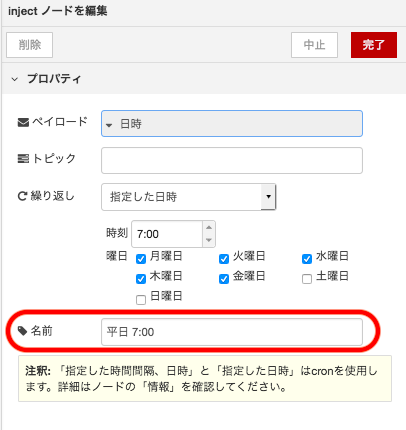 inject ノードを編集
削除 中止 完了
プロパティ
ペイロード 日時
トピック
繰り返し 指定した日時
時刻 7:00
曜日 月曜日 火曜日 水曜日
木曜日 金曜日 土曜日
日曜日
名前 平日 7:00
注釈: 「指定した時間間隔、日時」と「指定した日時」はcronを使用し
ます。詳細はノードの「情報」を確認してください。